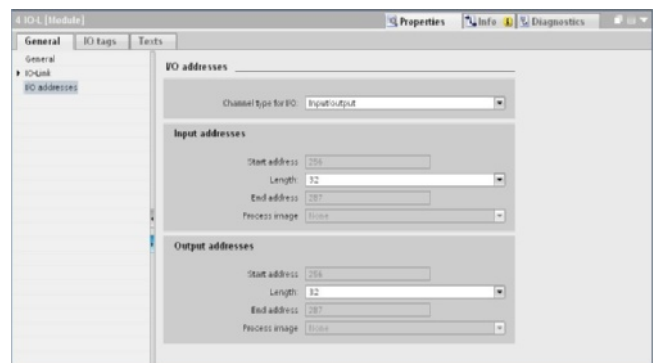 4 IO-L [Module]
Properties
Info
Diagnostics
General
IO tags
Texts
General
IO-Link
I/O addresses
I/O addresses
Channel type for I/O: Input/output
Input addresses
Start address 256
Length: 32
End address 287
Process image None
Output addresses
Start address 256
Length: 32
End address 287
Process image None